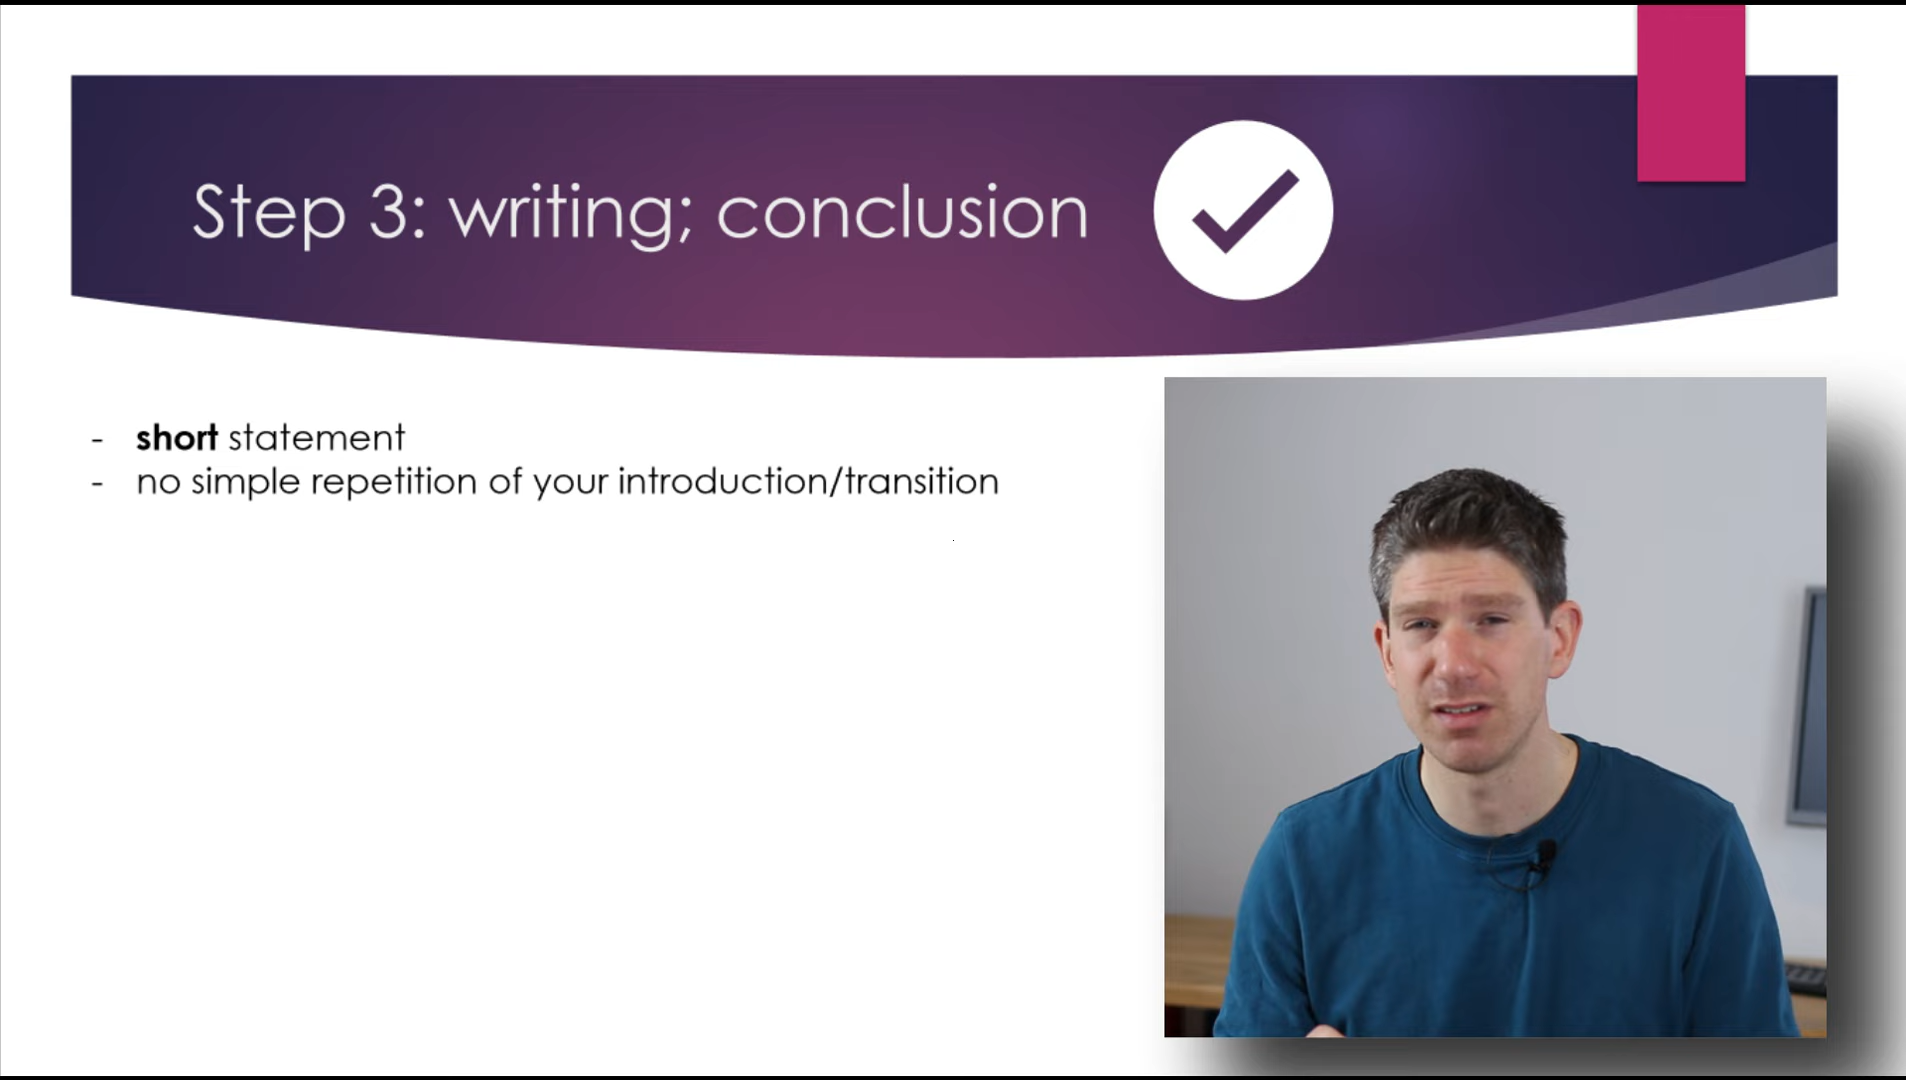 Step 3: writing; conclusion
- short statement
- no simple repetition of your introduction/transition